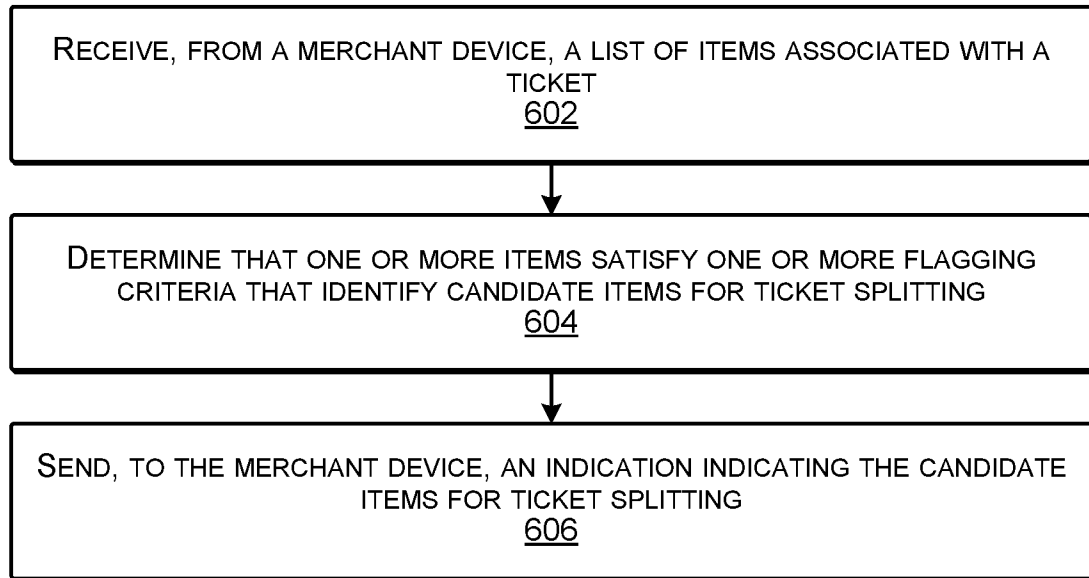 RECEIVE, FROM A MERCHANT DEVICE, A LIST OF ITEMS ASSOCIATED WITH A
TICKET
602
DETERMINE THAT ONE OR MORE ITEMS SATISFY ONE OR MORE FLAGGING
CRITERIA THAT IDENTIFY CANDIDATE ITEMS FOR TICKET SPLITTING
604
SEND, TO THE MERCHANT DEVICE, AN INDICATION INDICATING THE CANDIDATE
ITEMS FOR TICKET SPLITTING
606